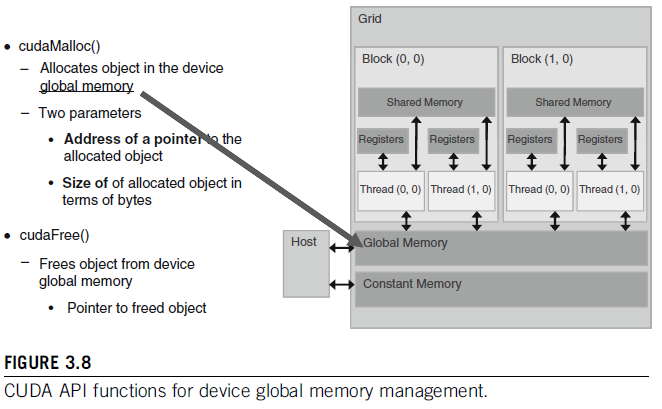 • cudaMalloc()
– Allocates object in the device
global memory
– Two parameters
• Address of a pointer to the
allocated object
• Size of of allocated object in
terms of bytes
• cudaFree()
– Frees object from device
global memory
• Pointer to freed object
Grid
Block (0, 0)
Shared Memory
Registers
Registers
Thread (0, 0)
Thread (1, 0)
Block (1, 0)
Shared Memory
Registers
Registers
Thread (0, 0)
Thread (1, 0)
Host
Global Memory
Constant Memory
FIGURE 3.8
CUDA API functions for device global memory management.